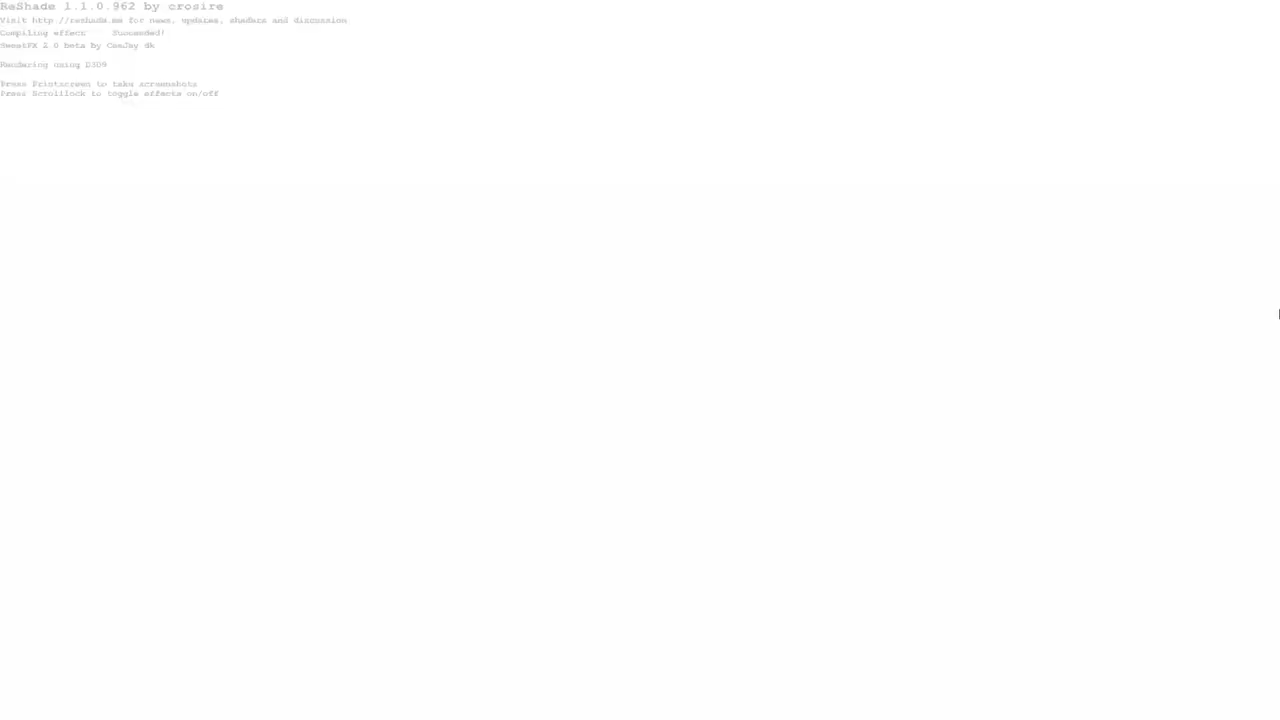 ReShade 1.1.0.962 by crosire
Visit http://reshade.me for news, updates, shaders and discussion
Compiling effect Succeeded!
SweetFX 2.0 beta by CeeJay dk
Rendering using D3D9
Press Printscreen to take screenshots
Press Scrolllock to toggle effects on/off